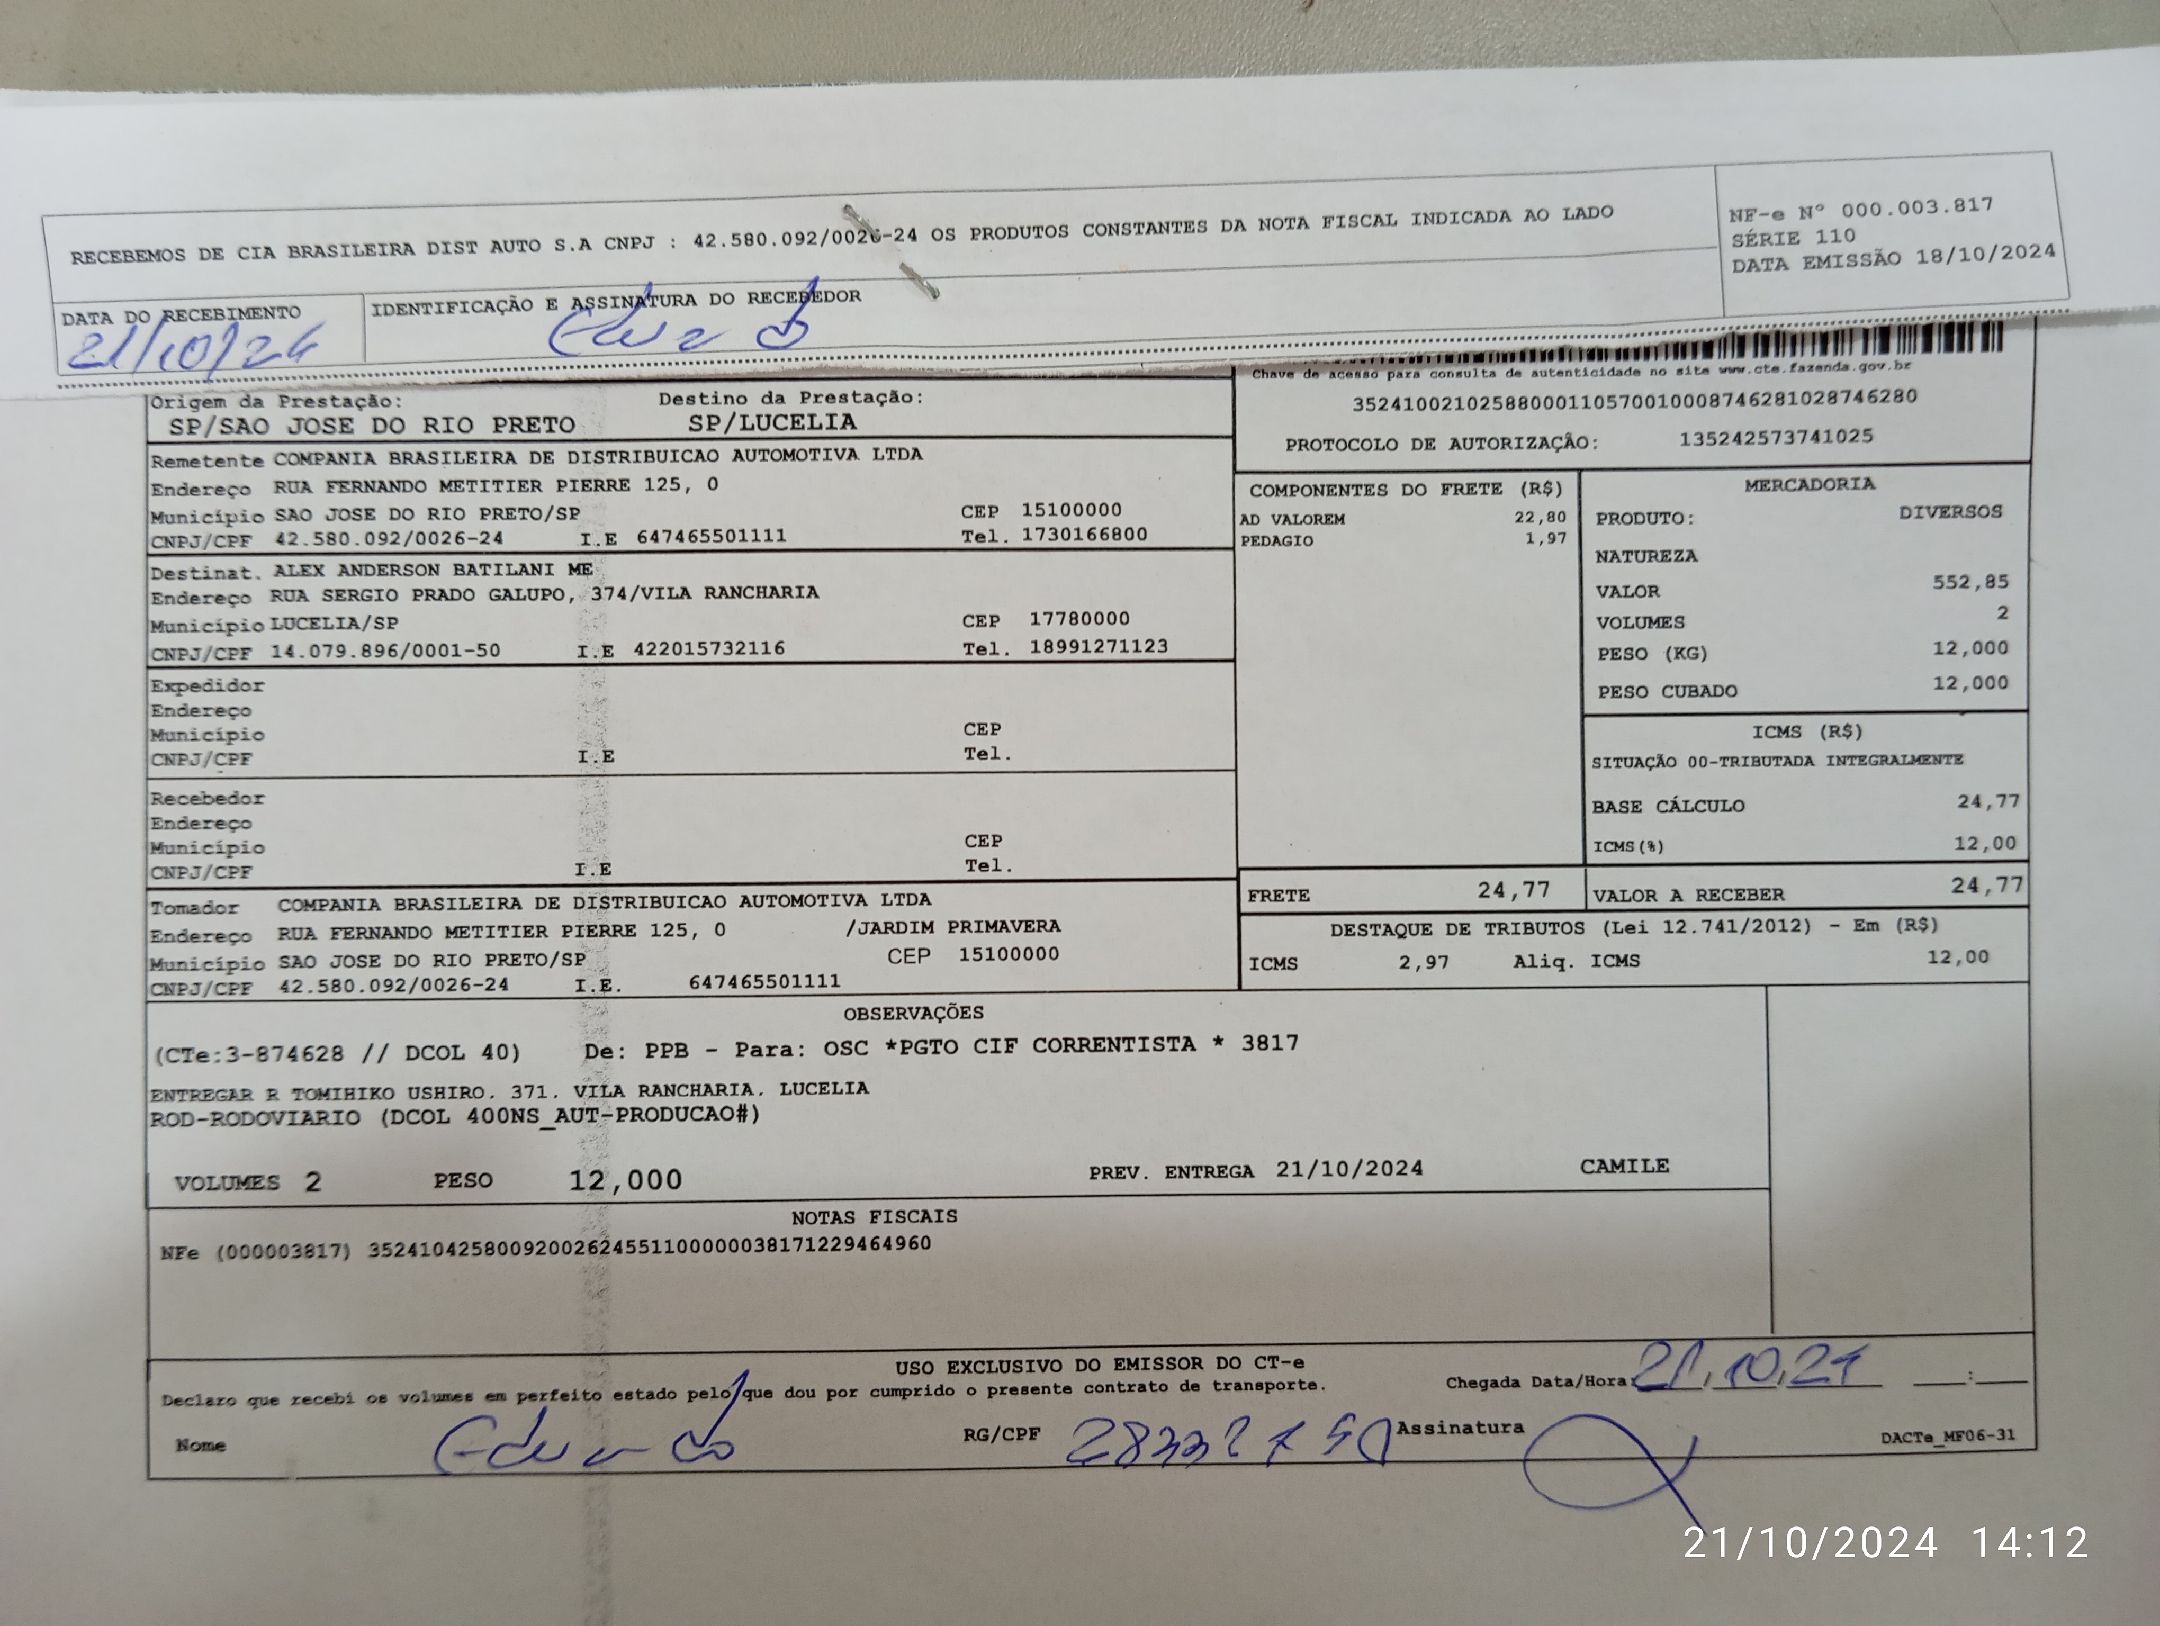 RECEBEMOS DE CIA BRASILEIRA DIST AUTO S.A CNPJ : 42.580.092/0026-24 OS PRODUTOS CONSTANTES DA NOTA FISCAL INDICADA AO LADO
NF-e Nº 000.003.817
SÉRIE 110
DATA EMISSÃO 18/10/2024
DATA DO RECEBIMENTO
21/10/24
IDENTIFICAÇÃO E ASSINATURA DO RECEBEDOR
Eduardo
Chave de acesso para consulta de autenticidade no site www.cte.fazenda.gov.br
35241002102588000110570010008746281028746280
PROTOCOLO DE AUTORIZAÇÃO: 135242573741025
Origem da Prestação: Destino da Prestação:
SP/SAO JOSE DO RIO PRETO SP/LUCELIA
Remetente COMPANIA BRASILEIRA DE DISTRIBUICAO AUTOMOTIVA LTDA
Endereço RUA FERNANDO METITIER PIERRE 125, 0
Município SAO JOSE DO RIO PRETO/SP CEP 15100000
CNPJ/CPF 42.580.092/0026-24 I.E 647465501111 Tel. 1730166800
Destinat. ALEX ANDERSON BATILANI ME
Endereço RUA SERGIO PRADO GALUPO, 374/VILA RANCHARIA
Município LUCELIA/SP CEP 17780000
CNPJ/CPF 14.079.896/0001-50 I.E 422015732116 Tel. 18991271123
Expedidor
Endereço
Município CEP
CNPJ/CPF I.E Tel.
Recebedor
Endereço
Município CEP
CNPJ/CPF I.E Tel.
Tomador COMPANIA BRASILEIRA DE DISTRIBUICAO AUTOMOTIVA LTDA
Endereço RUA FERNANDO METITIER PIERRE 125, 0 /JARDIM PRIMAVERA
Município SAO JOSE DO RIO PRETO/SP CEP 15100000
CNPJ/CPF 42.580.092/0026-24 I.E. 647465501111
COMPONENTES DO FRETE (R$)
AD VALOREM 22,80
PEDAGIO 1,97
MERCADORIA
PRODUTO: DIVERSOS
NATUREZA
VALOR 552,85
VOLUMES 2
PESO (KG) 12,000
PESO CUBADO 12,000
ICMS (R$)
SITUAÇÃO 00-TRIBUTADA INTEGRALMENTE
BASE CÁLCULO 24,77
ICMS(%) 12,00
FRETE 24,77 VALOR A RECEBER 24,77
DESTAQUE DE TRIBUTOS (Lei 12.741/2012) - Em (R$)
ICMS 2,97 Aliq. ICMS 12,00
OBSERVAÇÕES
(CTe:3-874628 // DCOL 40) De: PPB - Para: OSC *PGTO CIF CORRENTISTA * 3817
ENTREGAR R TOMIHIKO USHIRO. 371. VILA RANCHARIA. LUCELIA
ROD-RODOVIARIO (DCOL 400NS_AUT-PRODUCAO#)
VOLUMES 2 PESO 12,000 PREV. ENTREGA 21/10/2024 CAMILE
NOTAS FISCAIS
NFe (000003817) 35241042580092002624551100000038171229464960
USO EXCLUSIVO DO EMISSOR DO CT-e
Declaro que recebi os volumes em perfeito estado pelo que dou por cumprido o presente contrato de transporte.
Chegada Data/Hora: 21,10,24 ____:____
Nome Eduardo RG/CPF Assinatura
DACTe_MF06-31
21/10/2024 14:12